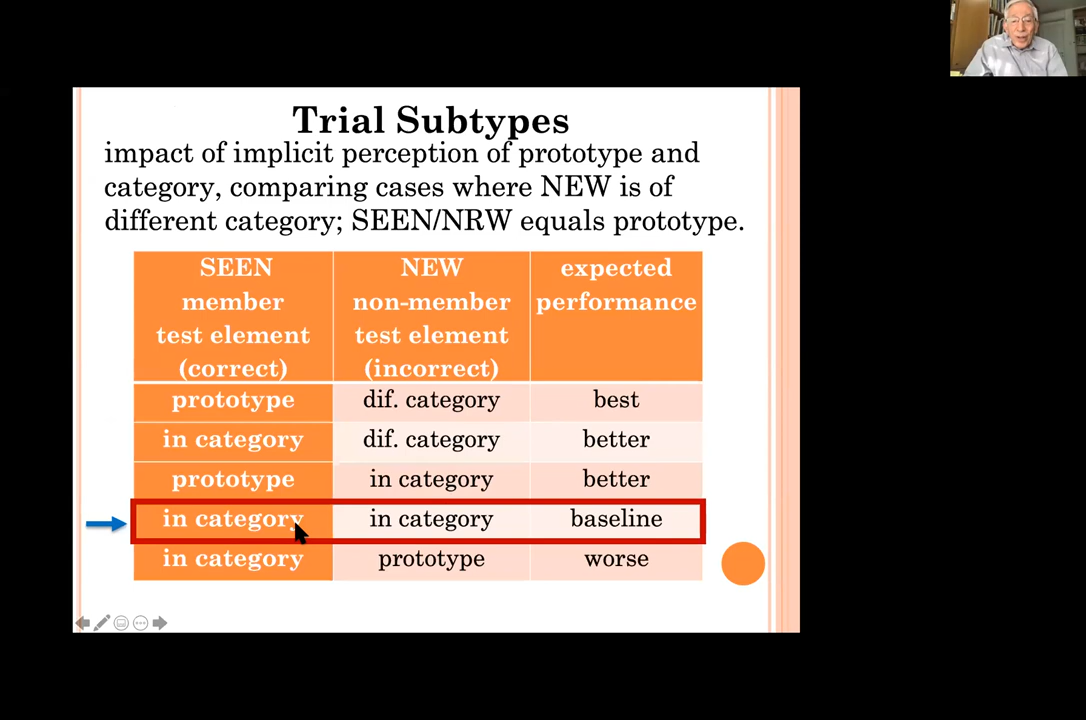 Trial Subtypes
impact of implicit perception of prototype and
category, comparing cases where NEW is of
different category; SEEN/NRW equals prototype.
SEEN
member
test element
(correct)
NEW
non-member
test element
(incorrect)
expected
performance
prototype
dif. category
best
in category
dif. category
better
prototype
in category
better
in category
in category
baseline
in category
prototype
worse